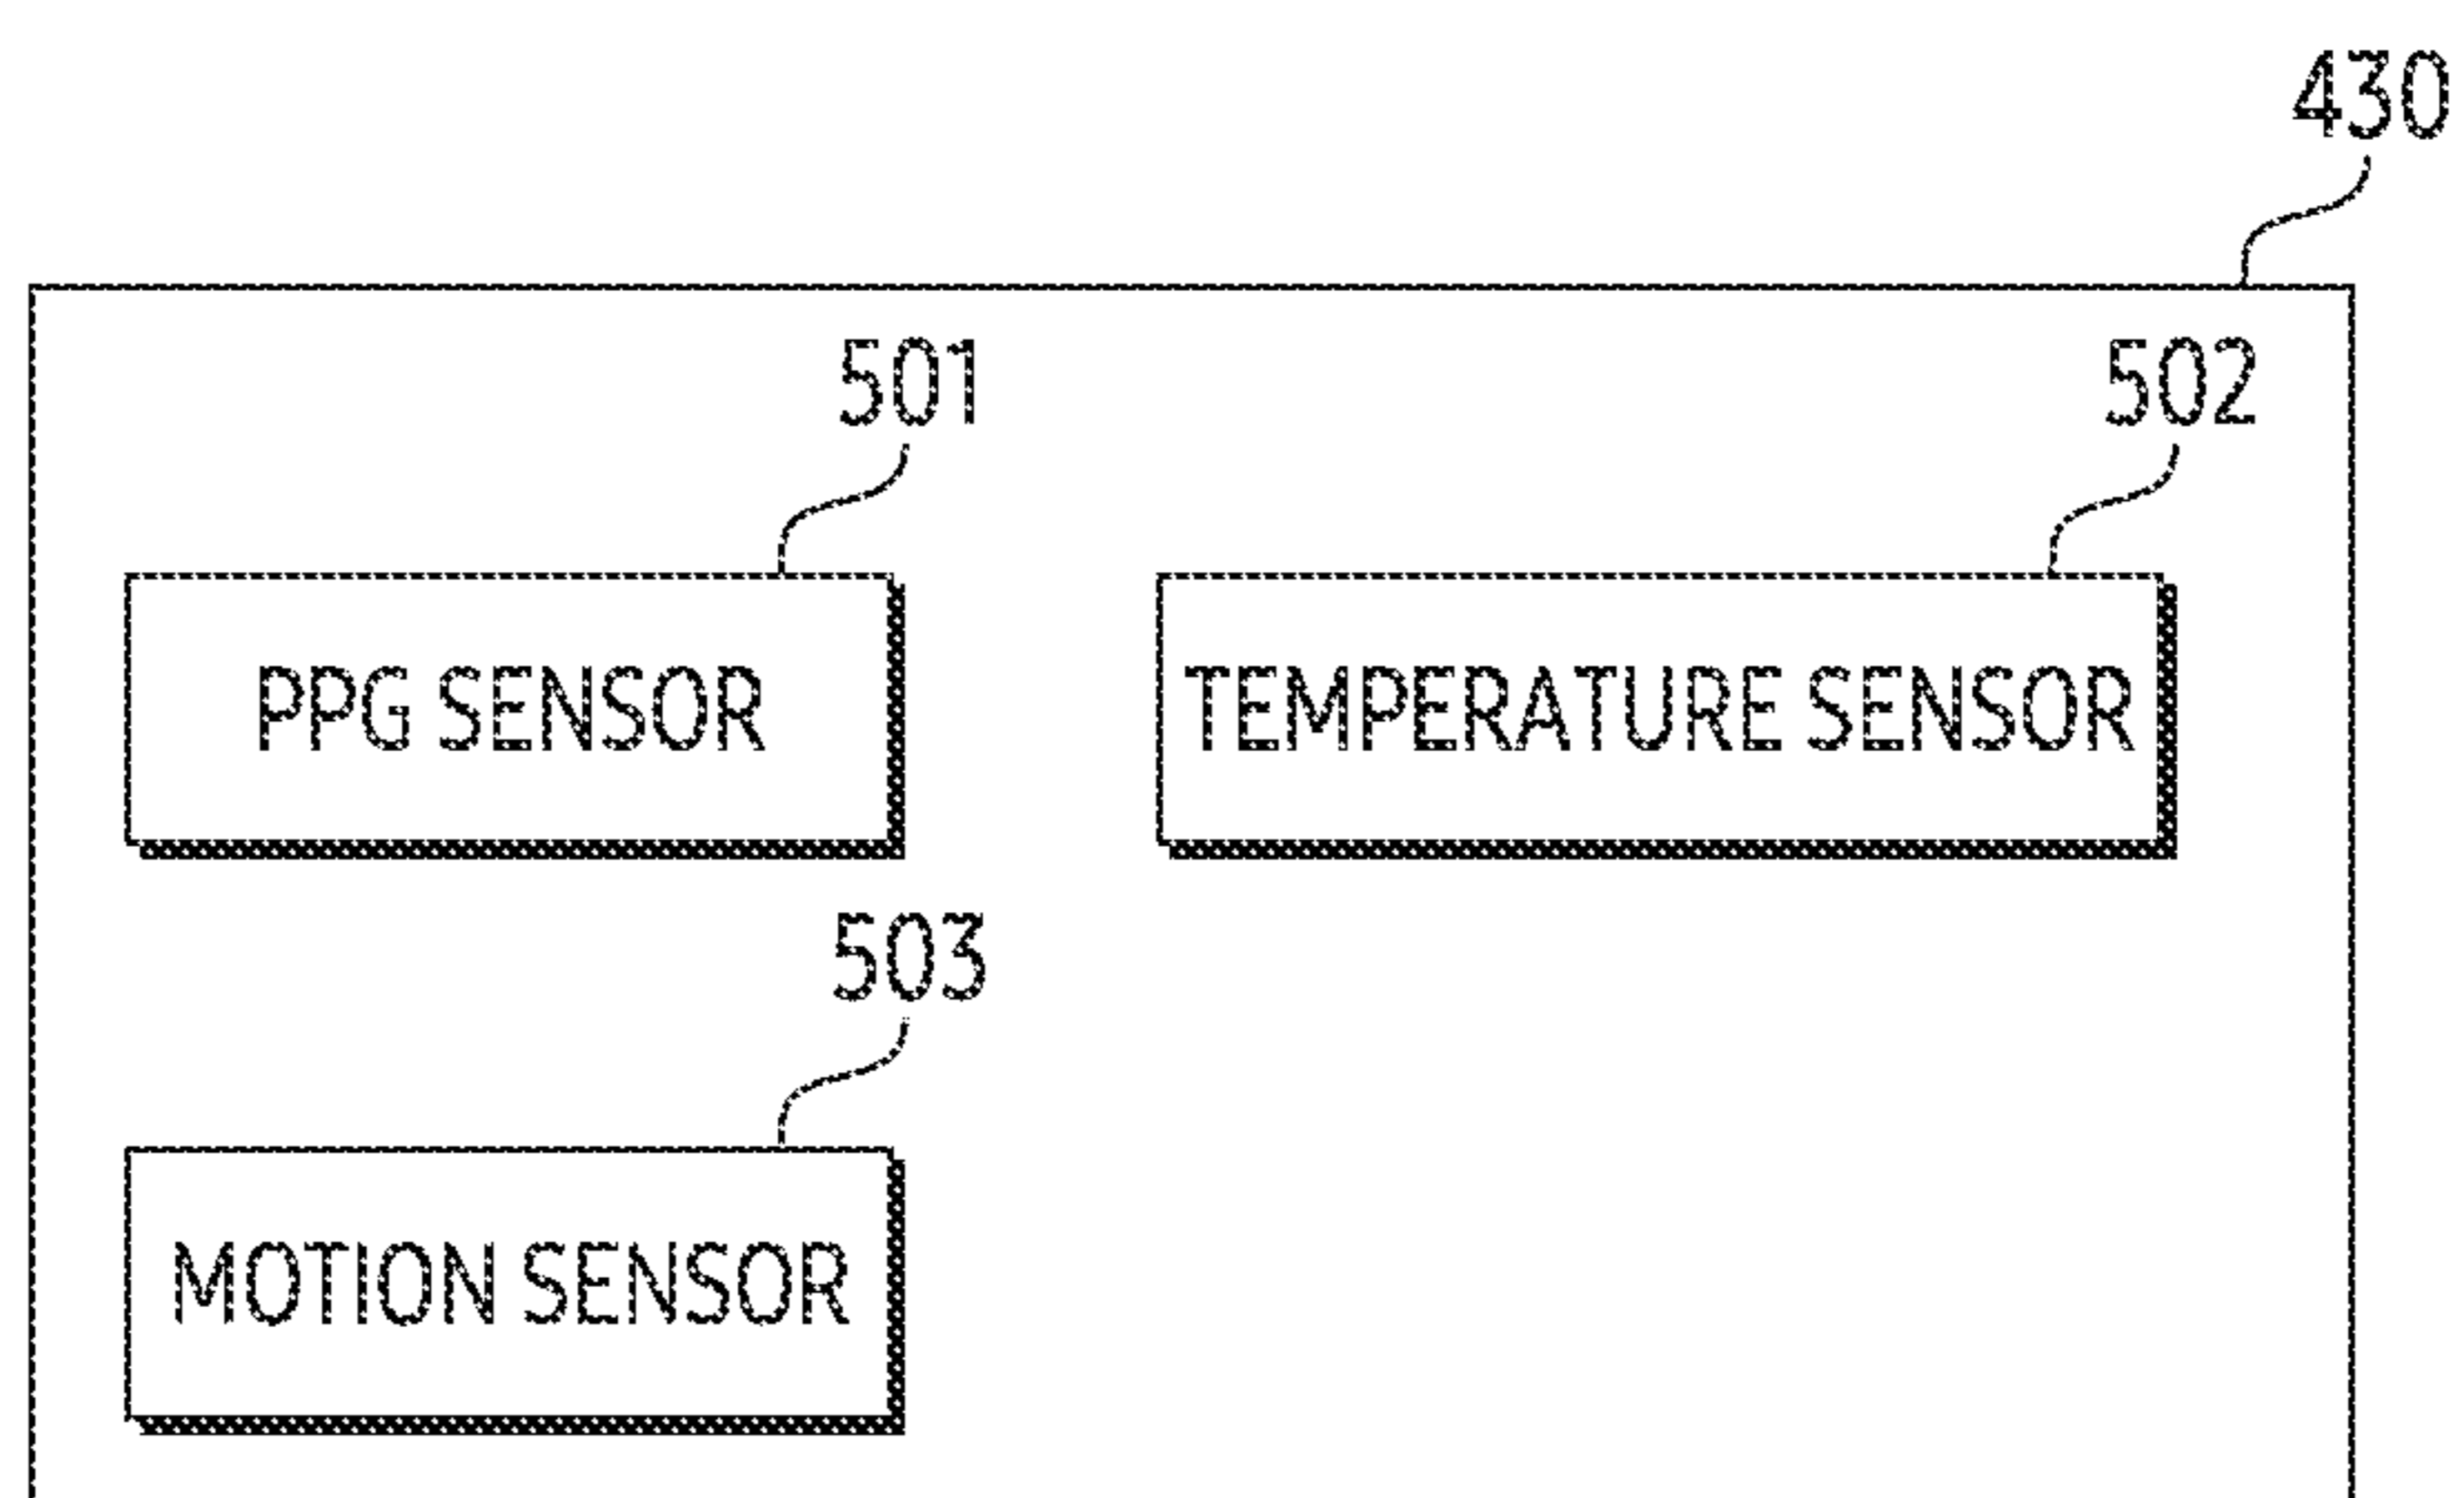 430
501
502
PPG SENSOR
TEMPERATURE SENSOR
503
MOTION SENSOR